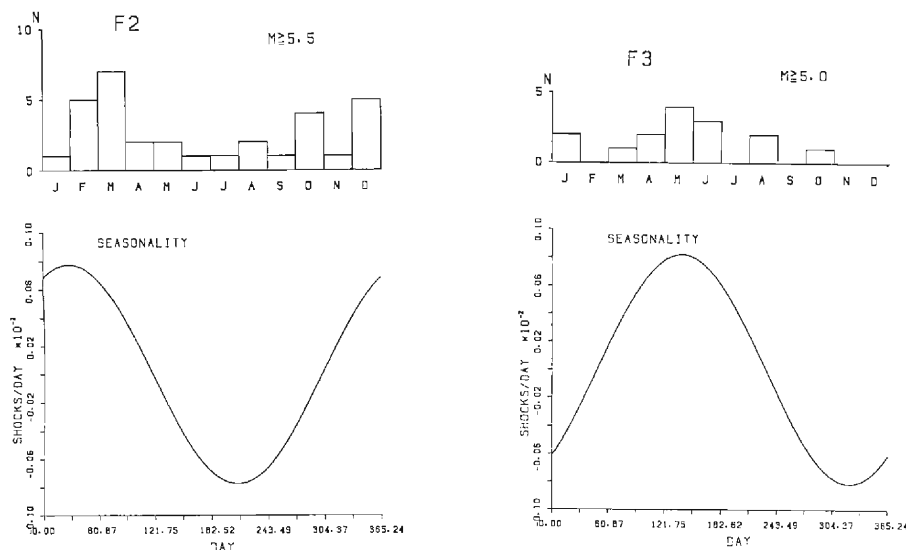 F2
N
M≧5.5
10
5
0
J F M A M J J A S O N D
SEASONALITY
SHOCKS/DAY ×10⁻²
0.10
0.06
0.02
-0.02
-0.06
-0.10
0.00 60.87 121.75 182.62 243.49 304.37 365.24
DAY
F3
N
M≧5.0
5
0
J F M A M J J A S O N D
SEASONALITY
SHOCKS/DAY ×10⁻²
0.10
0.06
0.02
-0.02
-0.06
-0.10
0.00 60.87 121.75 182.62 243.49 304.37 365.24
DAY